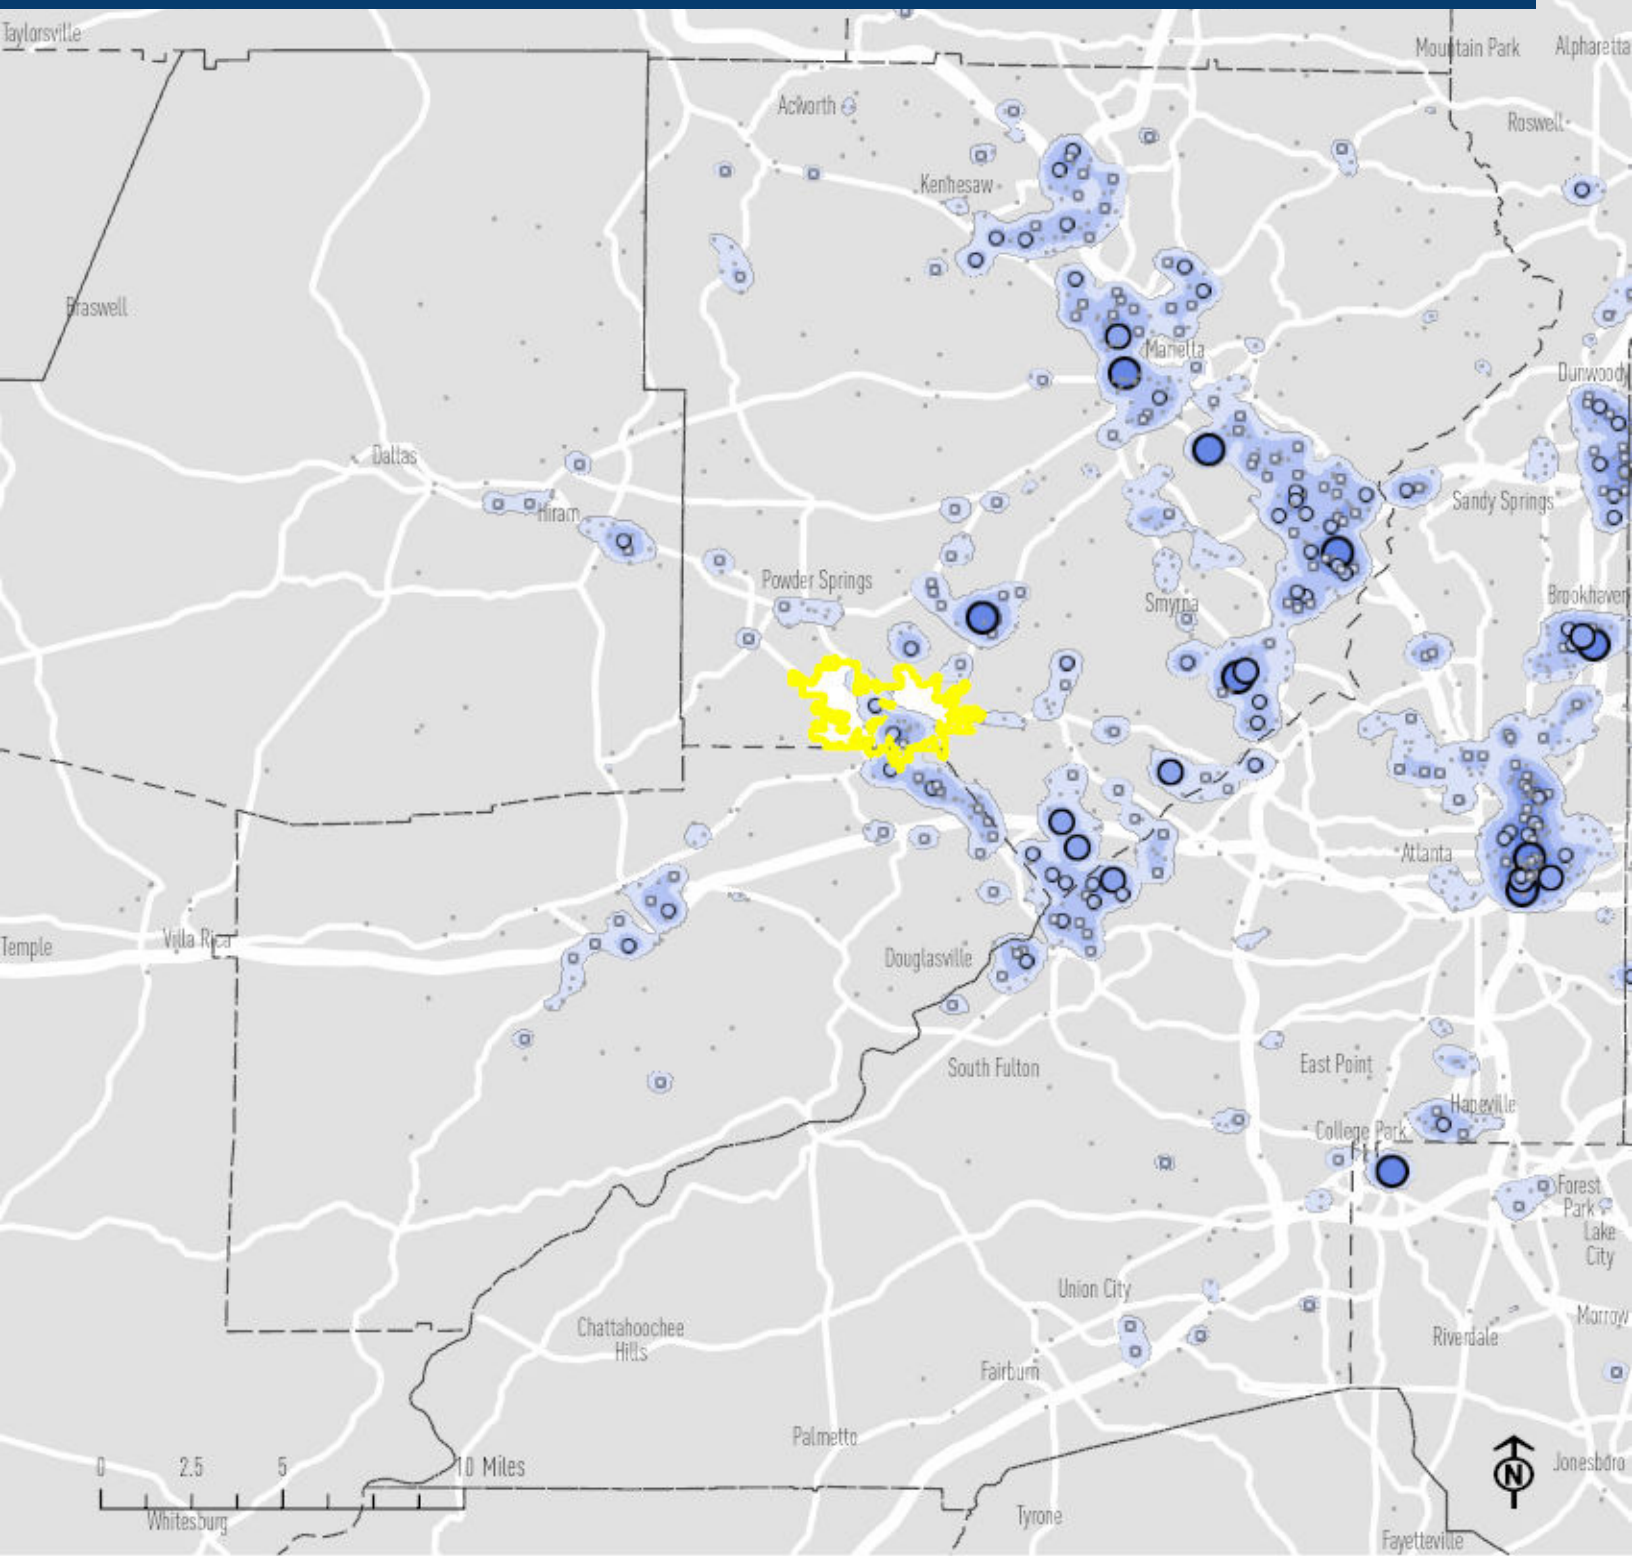 Taylorsville
Mountain Park
Alpharetta
Acworth
Roswell
Kennesaw
Braswell
Marietta
Dunwoody
Dallas
Sandy Springs
Hiram
Powder Springs
Brookhaven
Smyrna
Atlanta
Villa Rica
Temple
Douglasville
South Fulton
East Point
Hapeville
College Park
Forest
Park
Lake
City
Union City
Morrow
Chattahoochee
Hills
Riverdale
Fairburn
Palmetto
0 2.5 5 10 Miles
N
Jonesboro
Whitesburg
Tyrone
Fayetteville